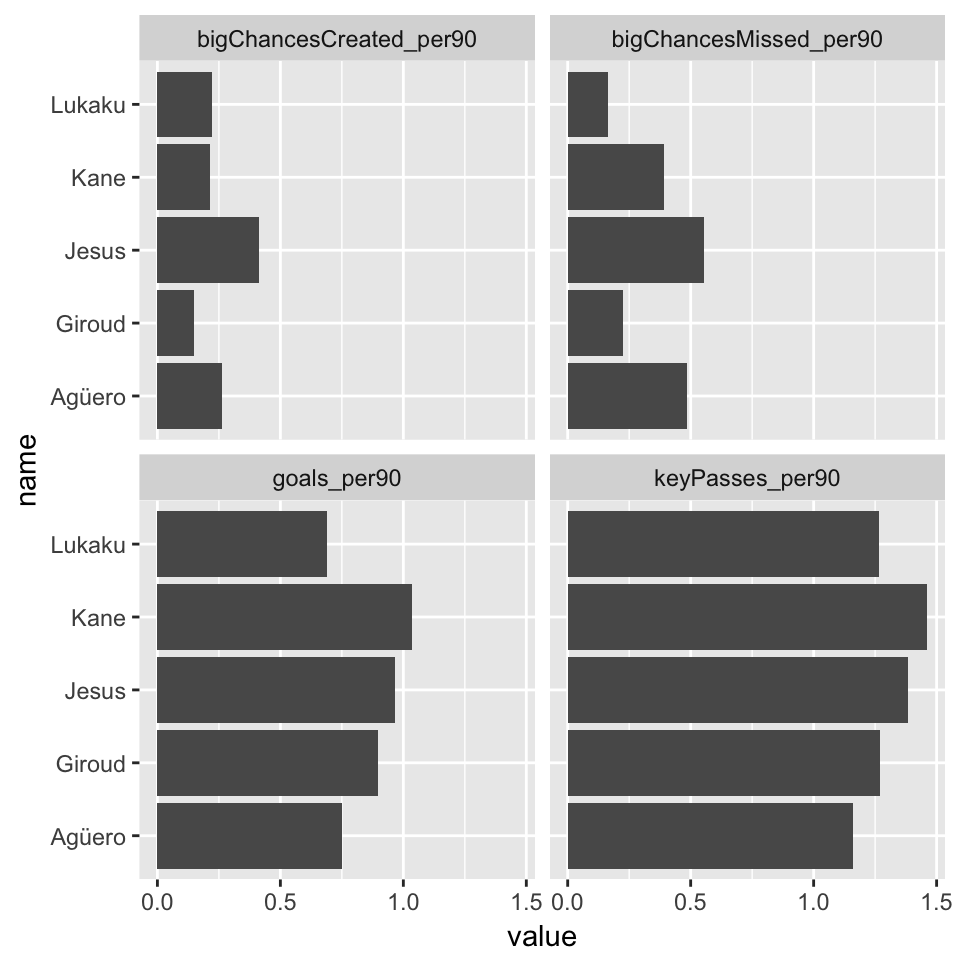 bigChancesCreated_per90
bigChancesMissed_per90
Lukaku
Kane
Jesus
Giroud
Agüero
name
goals_per90
keyPasses_per90
Lukaku
Kane
Jesus
Giroud
Agüero
0.0 0.5 1.0 1.5 0.0 0.5 1.0 1.5
value